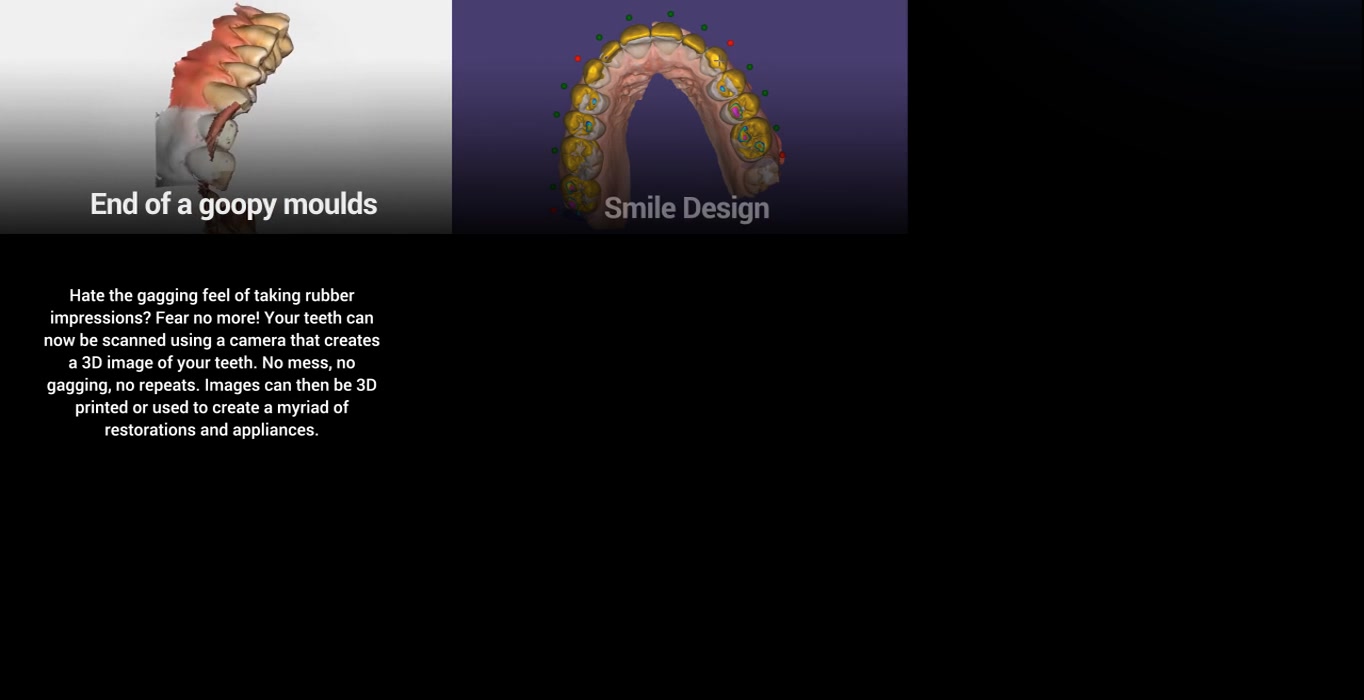 End of a goopy moulds
Smile Design
Hate the gagging feel of taking rubber
impressions? Fear no more! Your teeth can
now be scanned using a camera that creates
a 3D image of your teeth. No mess, no
gagging, no repeats. Images can then be 3D
printed or used to create a myriad of
restorations and appliances.